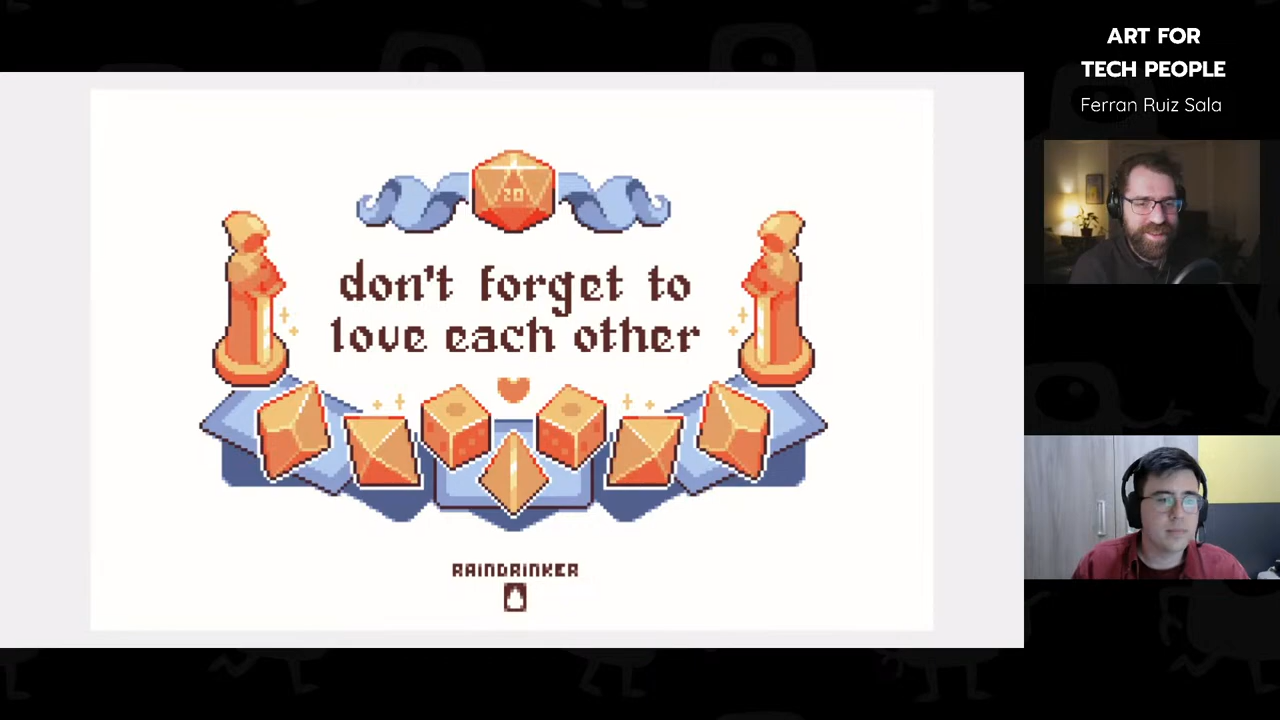 ART FOR
TECH PEOPLE
Ferran Ruiz Sala
20
don't forget to
love each other
RAINDRINKER